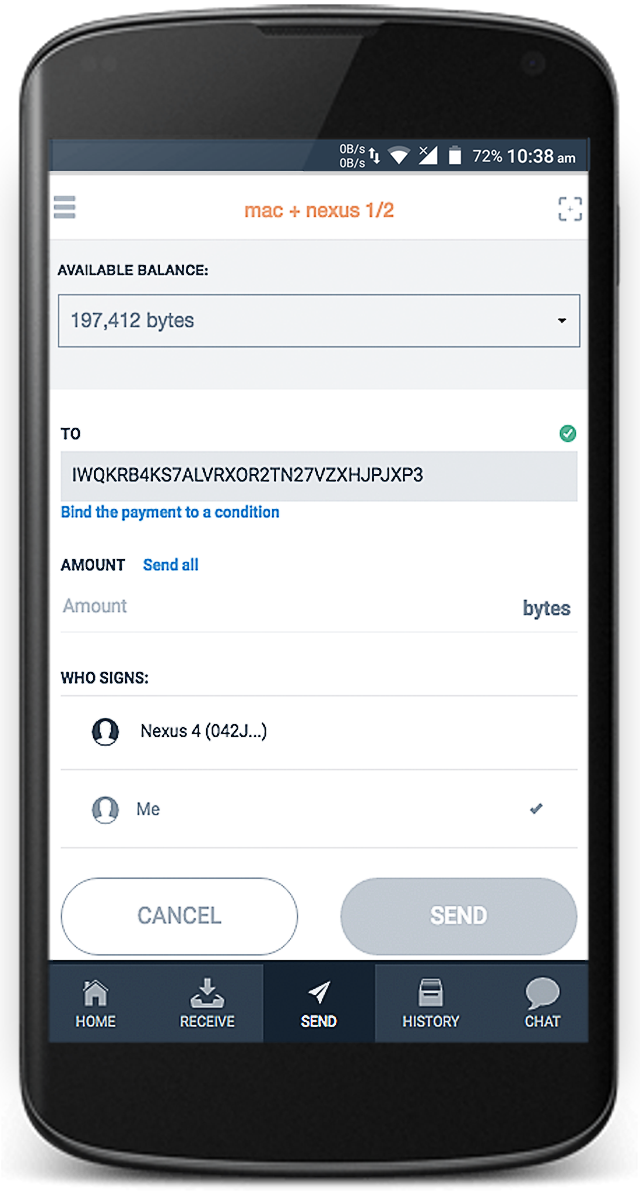 0B/s
0B/s
72% 10:38 am
mac + nexus 1/2
AVAILABLE BALANCE:
197,412 bytes
TO
IWQKRB4KS7ALVRXOR2TN27VZXHJPJXP3
Bind the payment to a condition
AMOUNT Send all
Amount bytes
WHO SIGNS:
Nexus 4 (042J...)
Me
CANCEL SEND
HOME RECEIVE SEND HISTORY CHAT